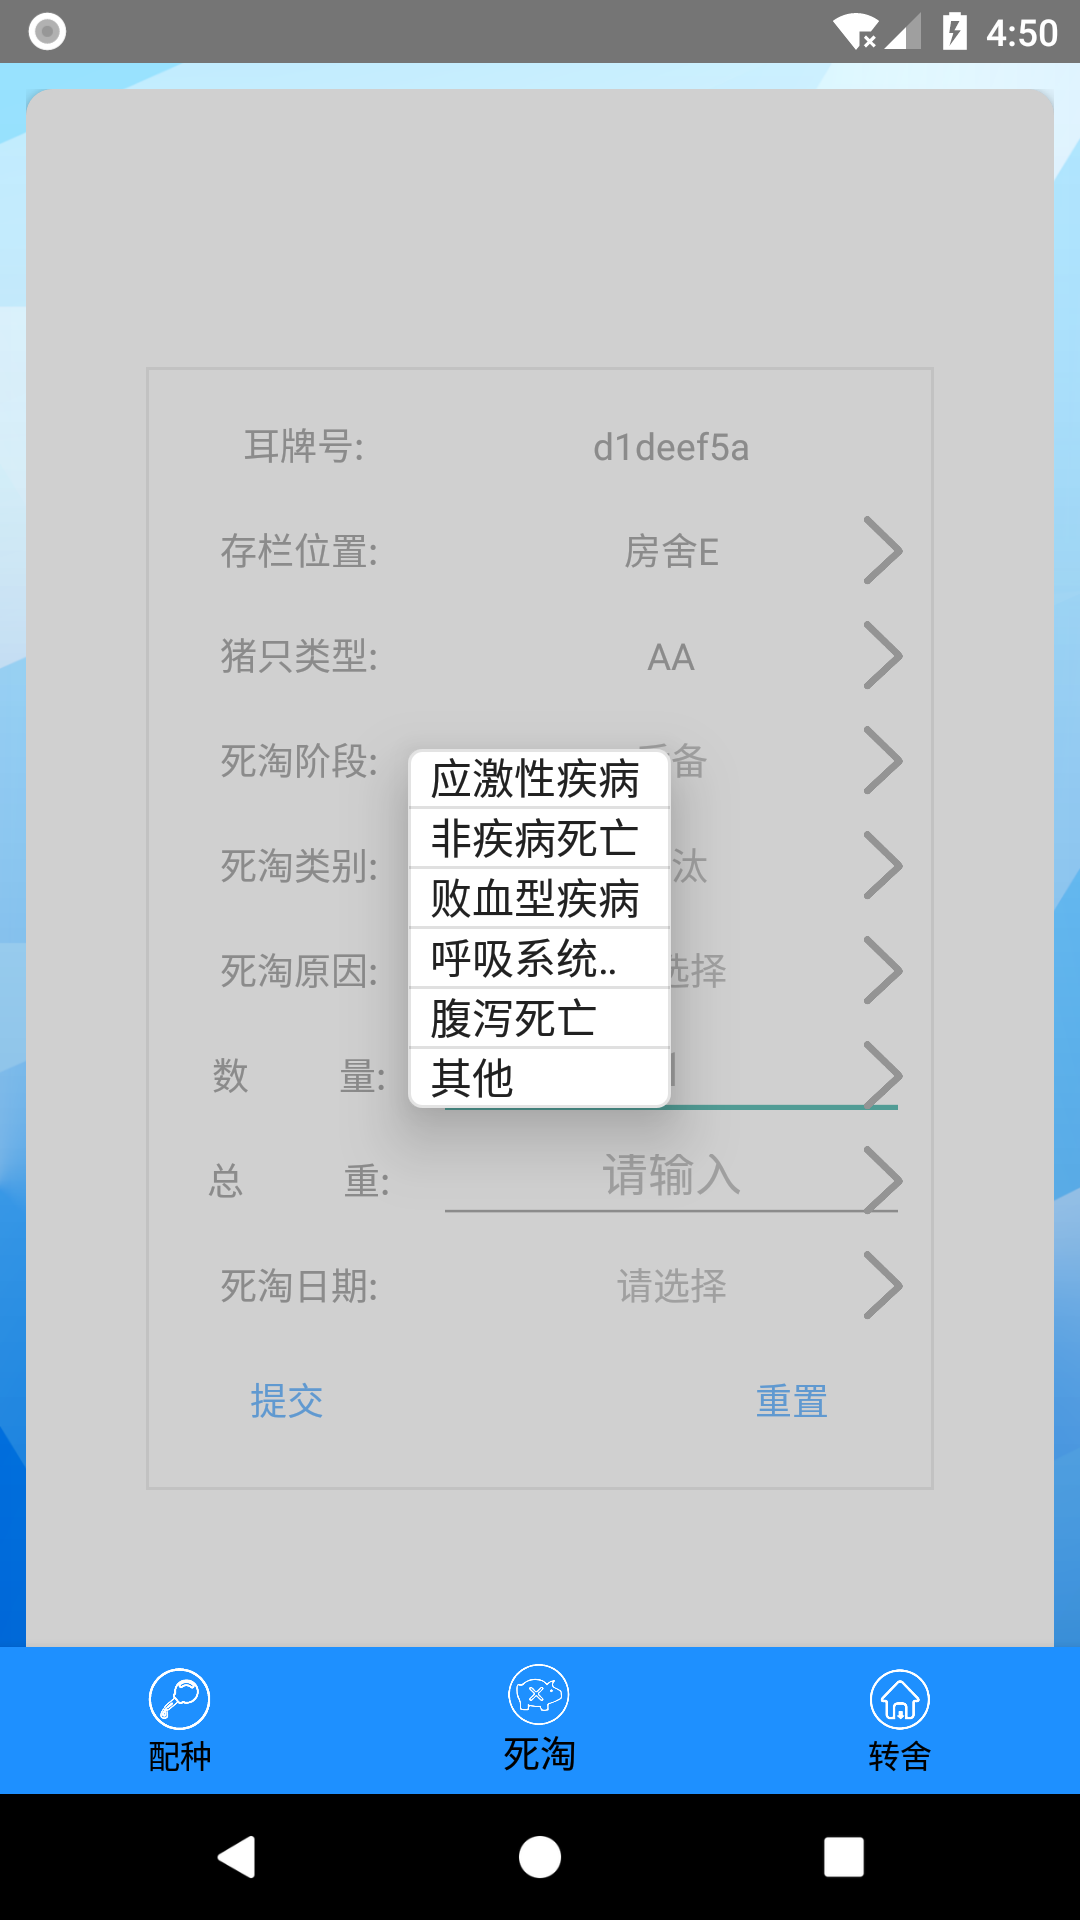 4:50
耳牌号: d1deef5a
存栏位置: 房舍E
猪只类型: AA
死淘阶段: 备
应激性疾病
非疾病死亡
死淘类别: 汰
败血型疾病
呼吸系统..
死淘原因: 选择
腹泻死亡
数 量:
其他
总 重: 请输入
死淘日期: 请选择
提交 重置
配种 死淘 转舍